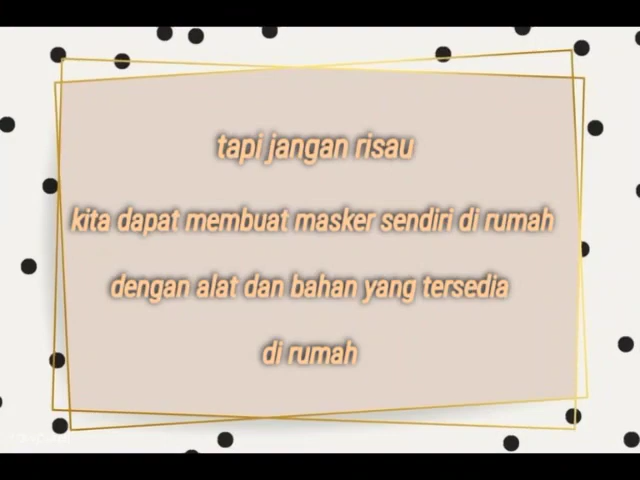 tapi jangan risau
kita dapat membuat masker sendiri di rumah
dengan alat dan bahan yang tersedia
di rumah